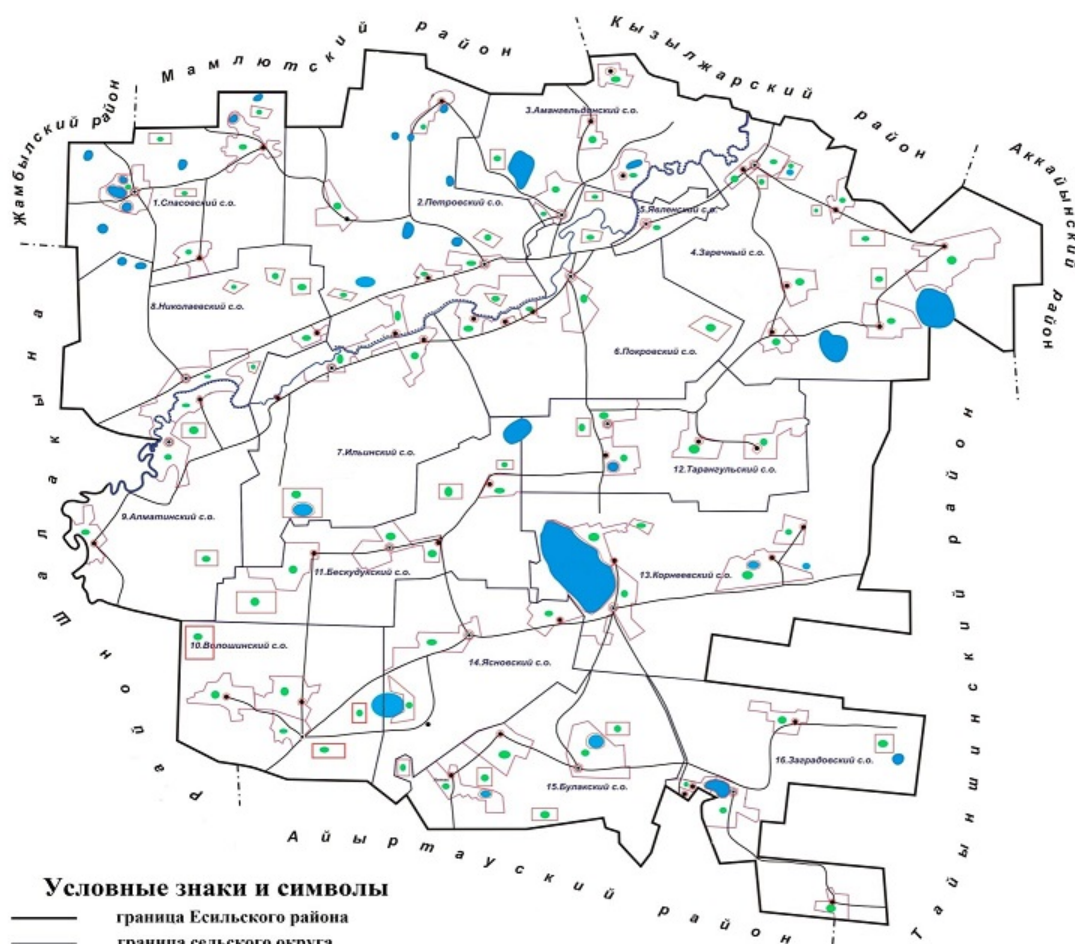 Мамлютский район
Кызылжарский район
Жамбылский район
Аккайынский район
3.Амангельдинский с.о.
1.Спасовский с.о.
2.Петровский с.о.
5.Явленский с.о.
4.Заречный с.о.
8.Николаевский с.о.
6.Покровский с.о.
7.Ильинский с.о.
12.Тарангульский с.о.
9.Алматинский с.о.
11.Бескудукский с.о.
13.Корнеевский с.о.
10.Волошинский с.о.
14.Ясновский с.о.
16.Заградовский с.о.
15.Булакский с.о.
Шал акына район
Тайыншинский район
Айыртауский район
Условные знаки и символы
граница Есильского района
граница сельского округа